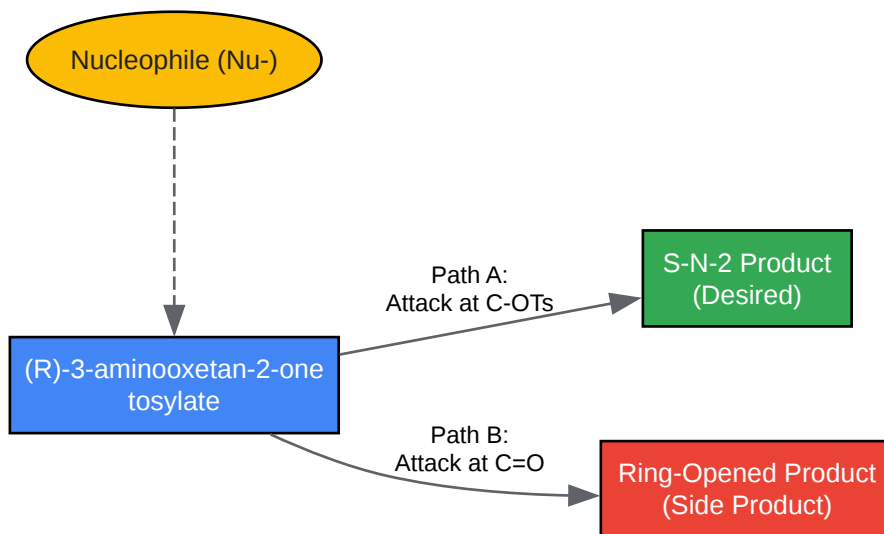 Nucleophile (Nu-)
Path A:
Attack at C-OTs
S-N-2 Product
(Desired)
(R)-3-aminooxetan-2-one
tosylate
Path B:
Attack at C=O
Ring-Opened Product
(Side Product)